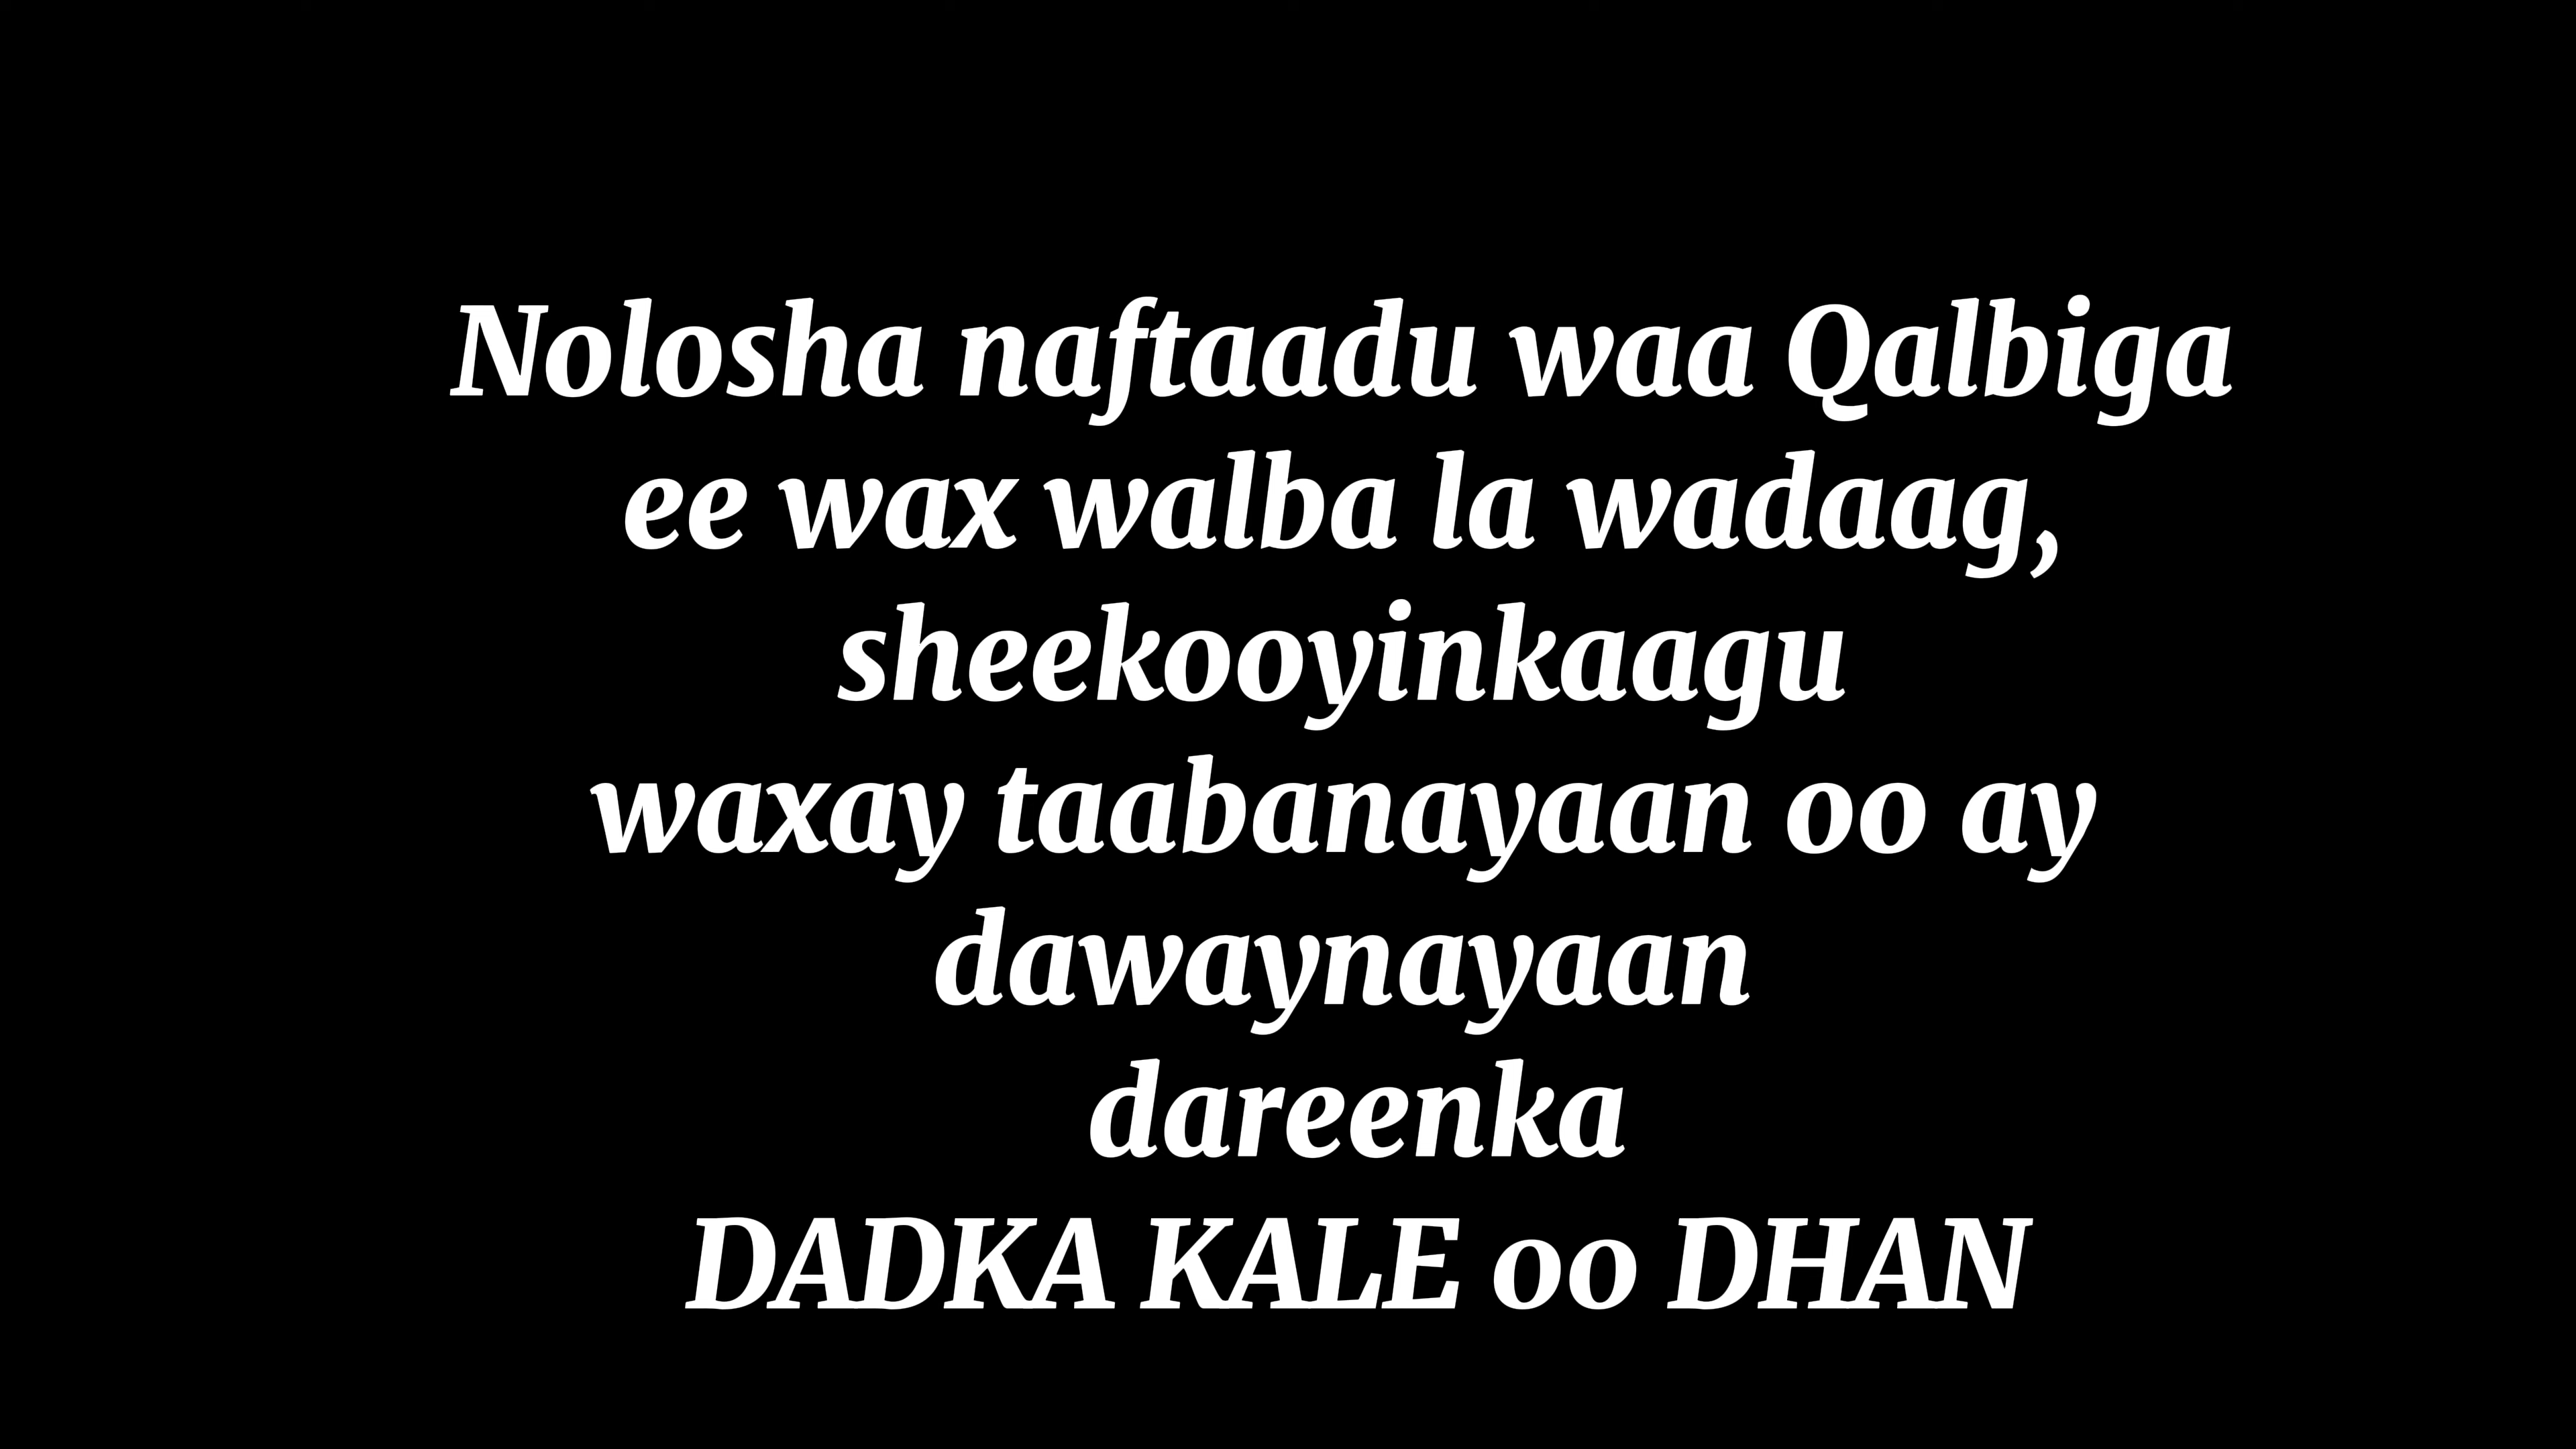 Nolosha naftaadu waa Qalbiga
ee wax walba la wadaag,
sheekooyinkaagu
waxay taabanayaan oo ay
dawaynayaan
dareenka
DADKA KALE oo DHAN